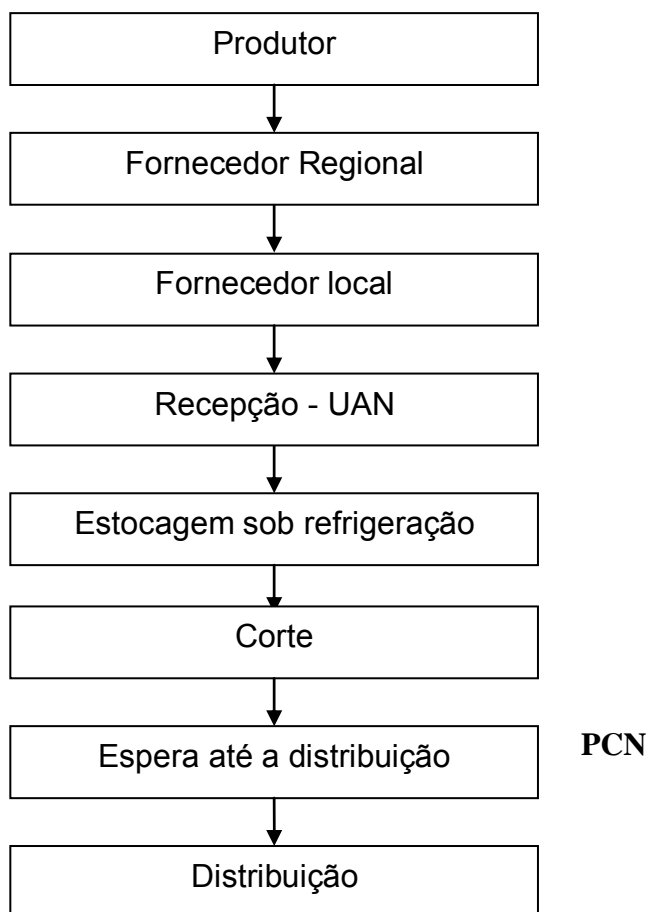 Produtor
Fornecedor Regional
Fornecedor local
Recepção - UAN
Estocagem sob refrigeração
Corte
Espera até a distribuição
PCN
Distribuição